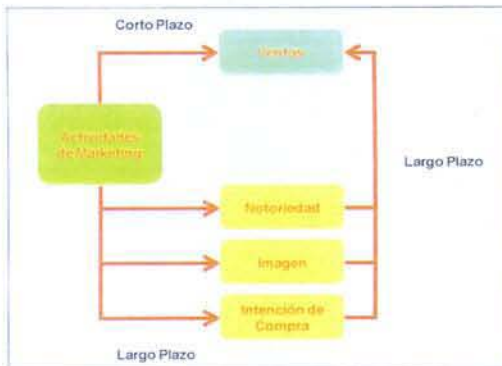 Corto Plazo
Ventas
Actividades
de Marketing
Largo Plazo
Notoriedad
Imagen
Intención de
Compra
Largo Plazo